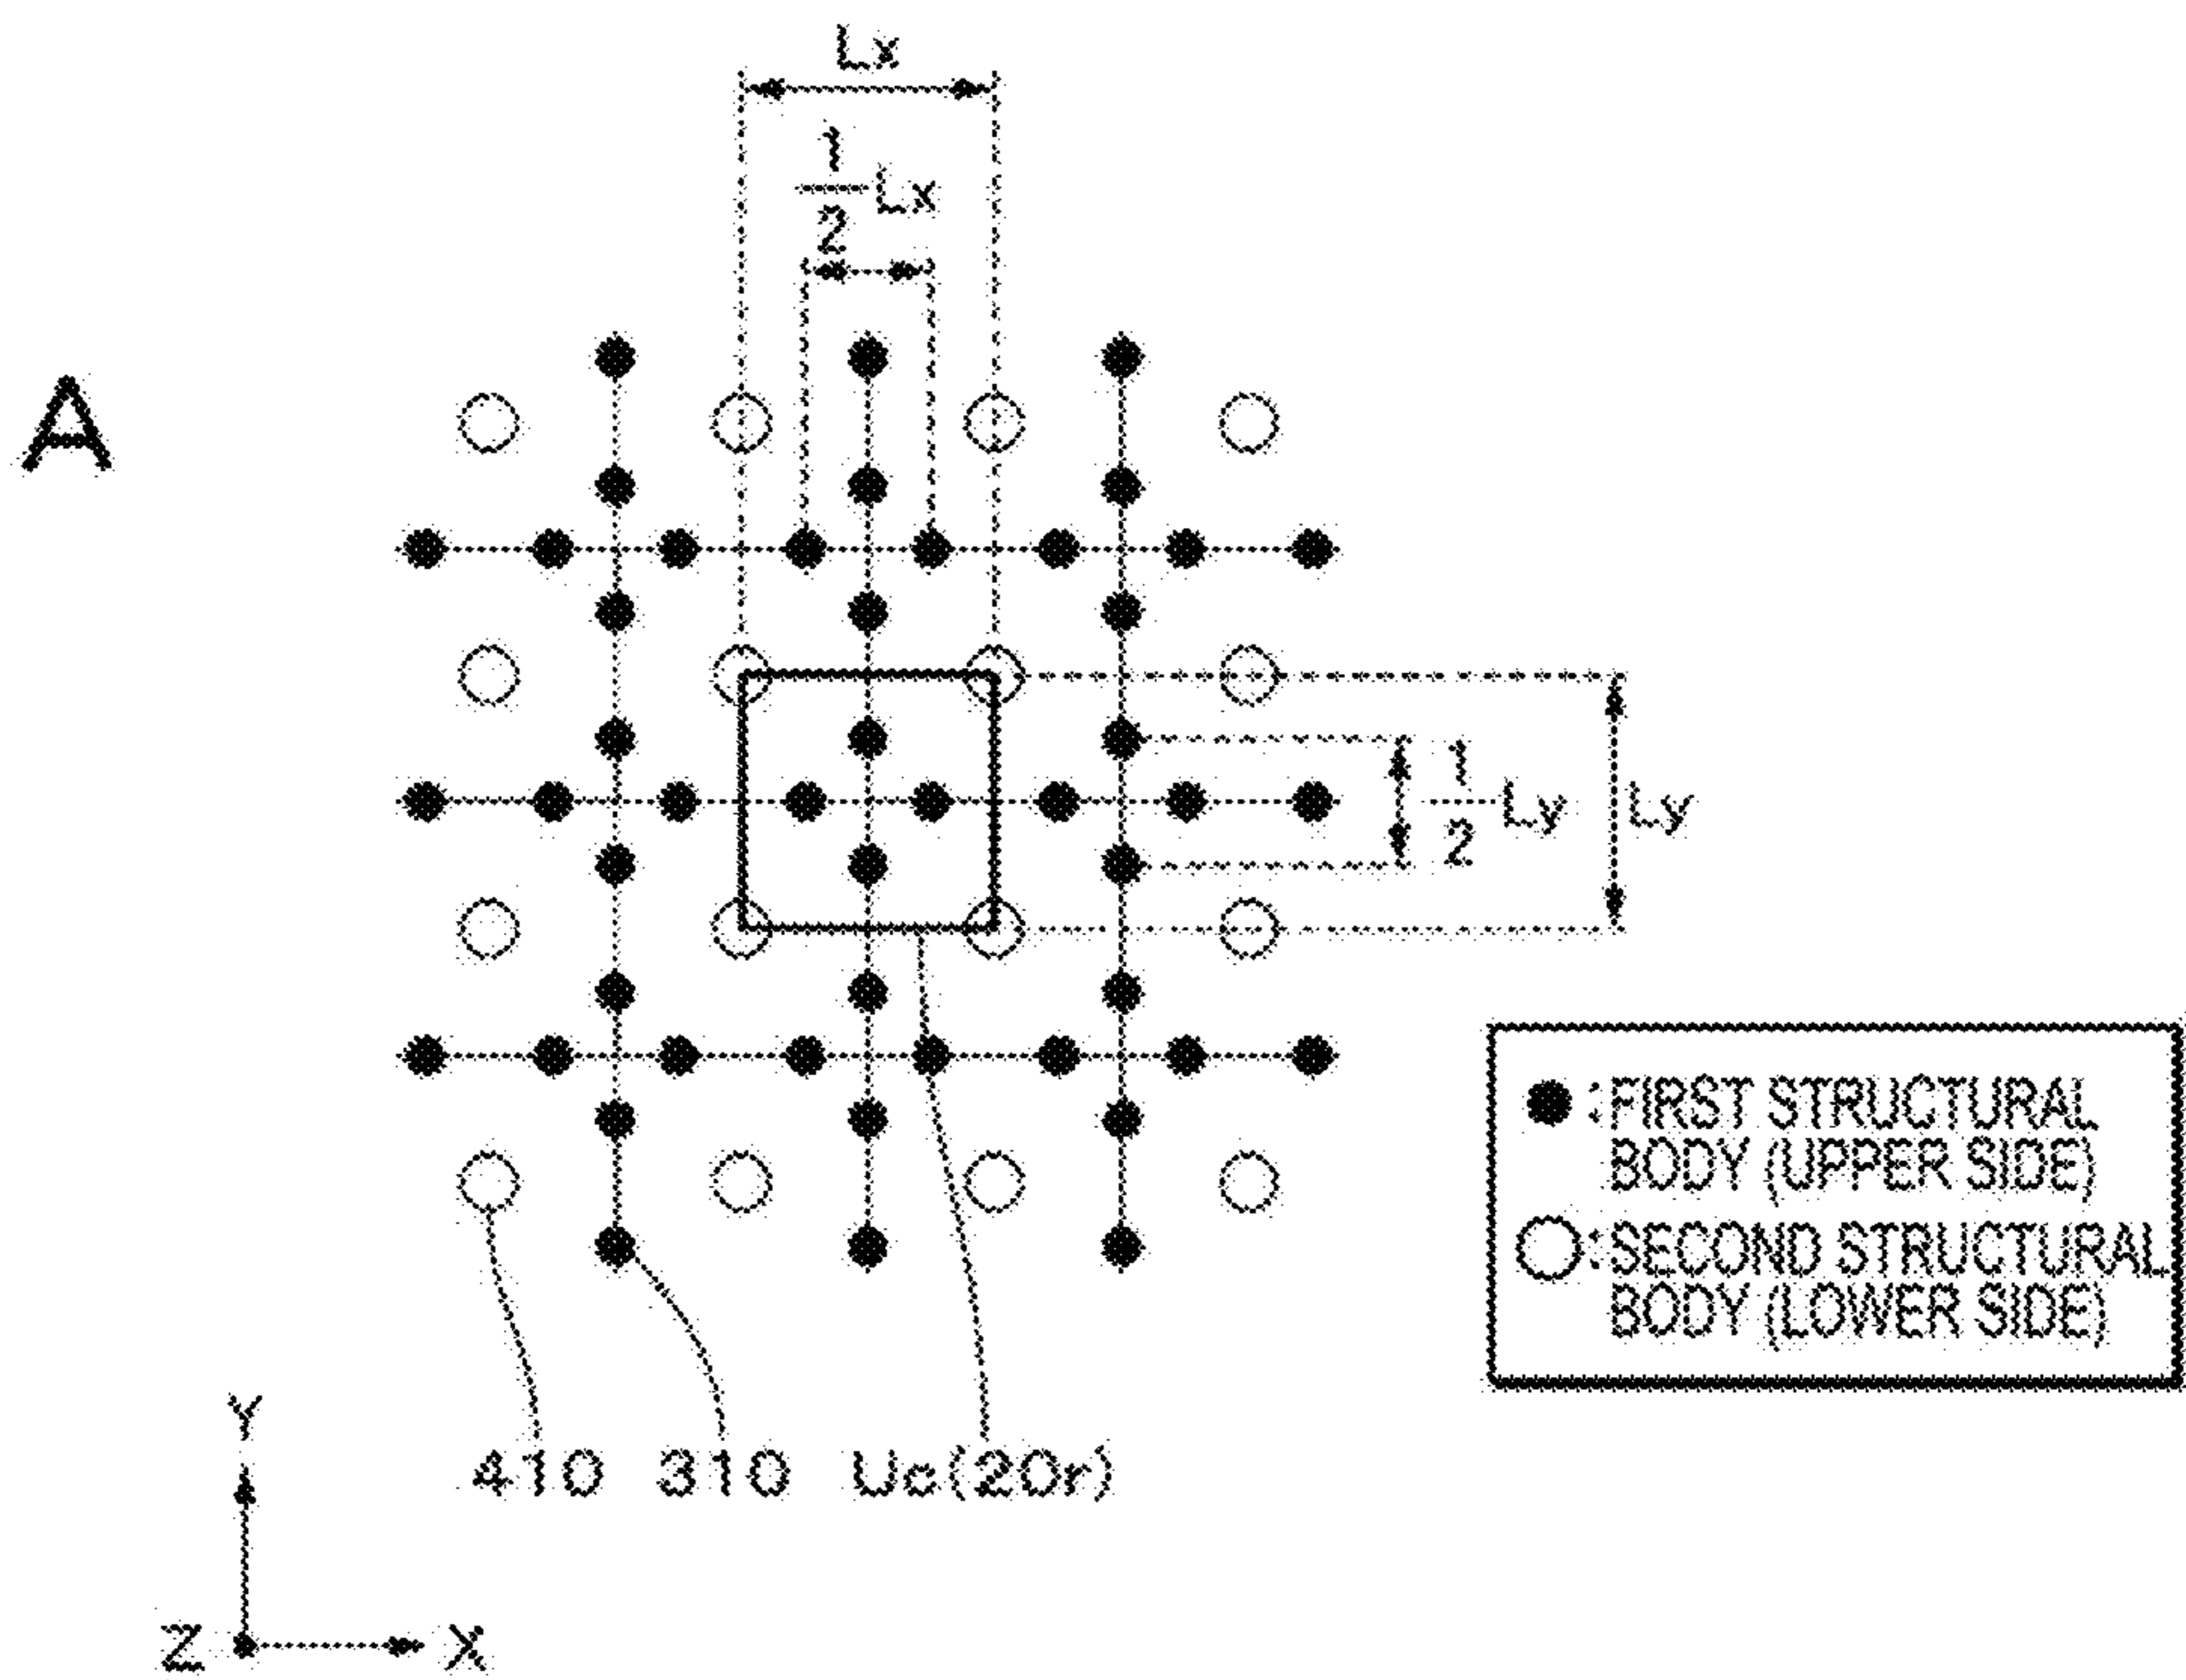 Lx
1
2
Lx
A
1
2
Ly
Ly
● : FIRST STRUCTURAL
BODY (UPPER SIDE)
○ : SECOND STRUCTURAL
BODY (LOWER SIDE)
410 310 Uc(20r)
Y
Z X